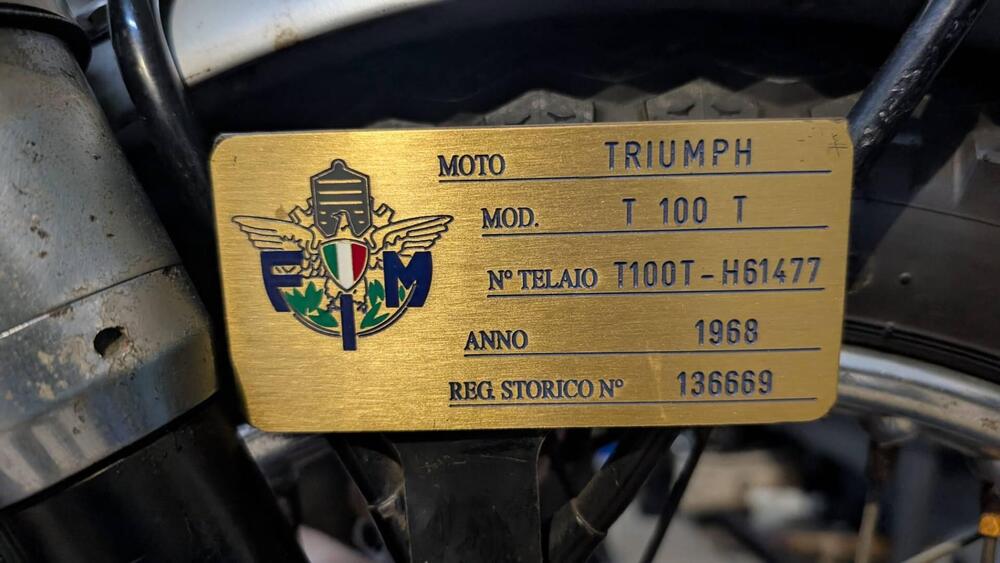 MOTO TRIUMPH
MOD. T 100 T
N° TELAIO T100T-H61477
ANNO 1968
REG. STORICO N° 136669
FIM